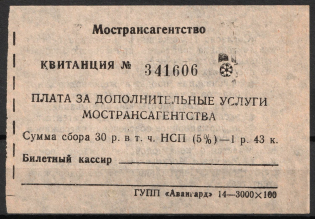 Мострансагентство
КВИТАНЦИЯ № 341606
ПЛАТА ЗА ДОПОЛНИТЕЛЬНЫЕ УСЛУГИ
МОСТРАНСАГЕНТСТВА
Сумма сбора 30 р. в т. ч. НСП (5%)—1 р. 43 к.
Билетный кассир
ГУПП «Авангард» 14—3000×100